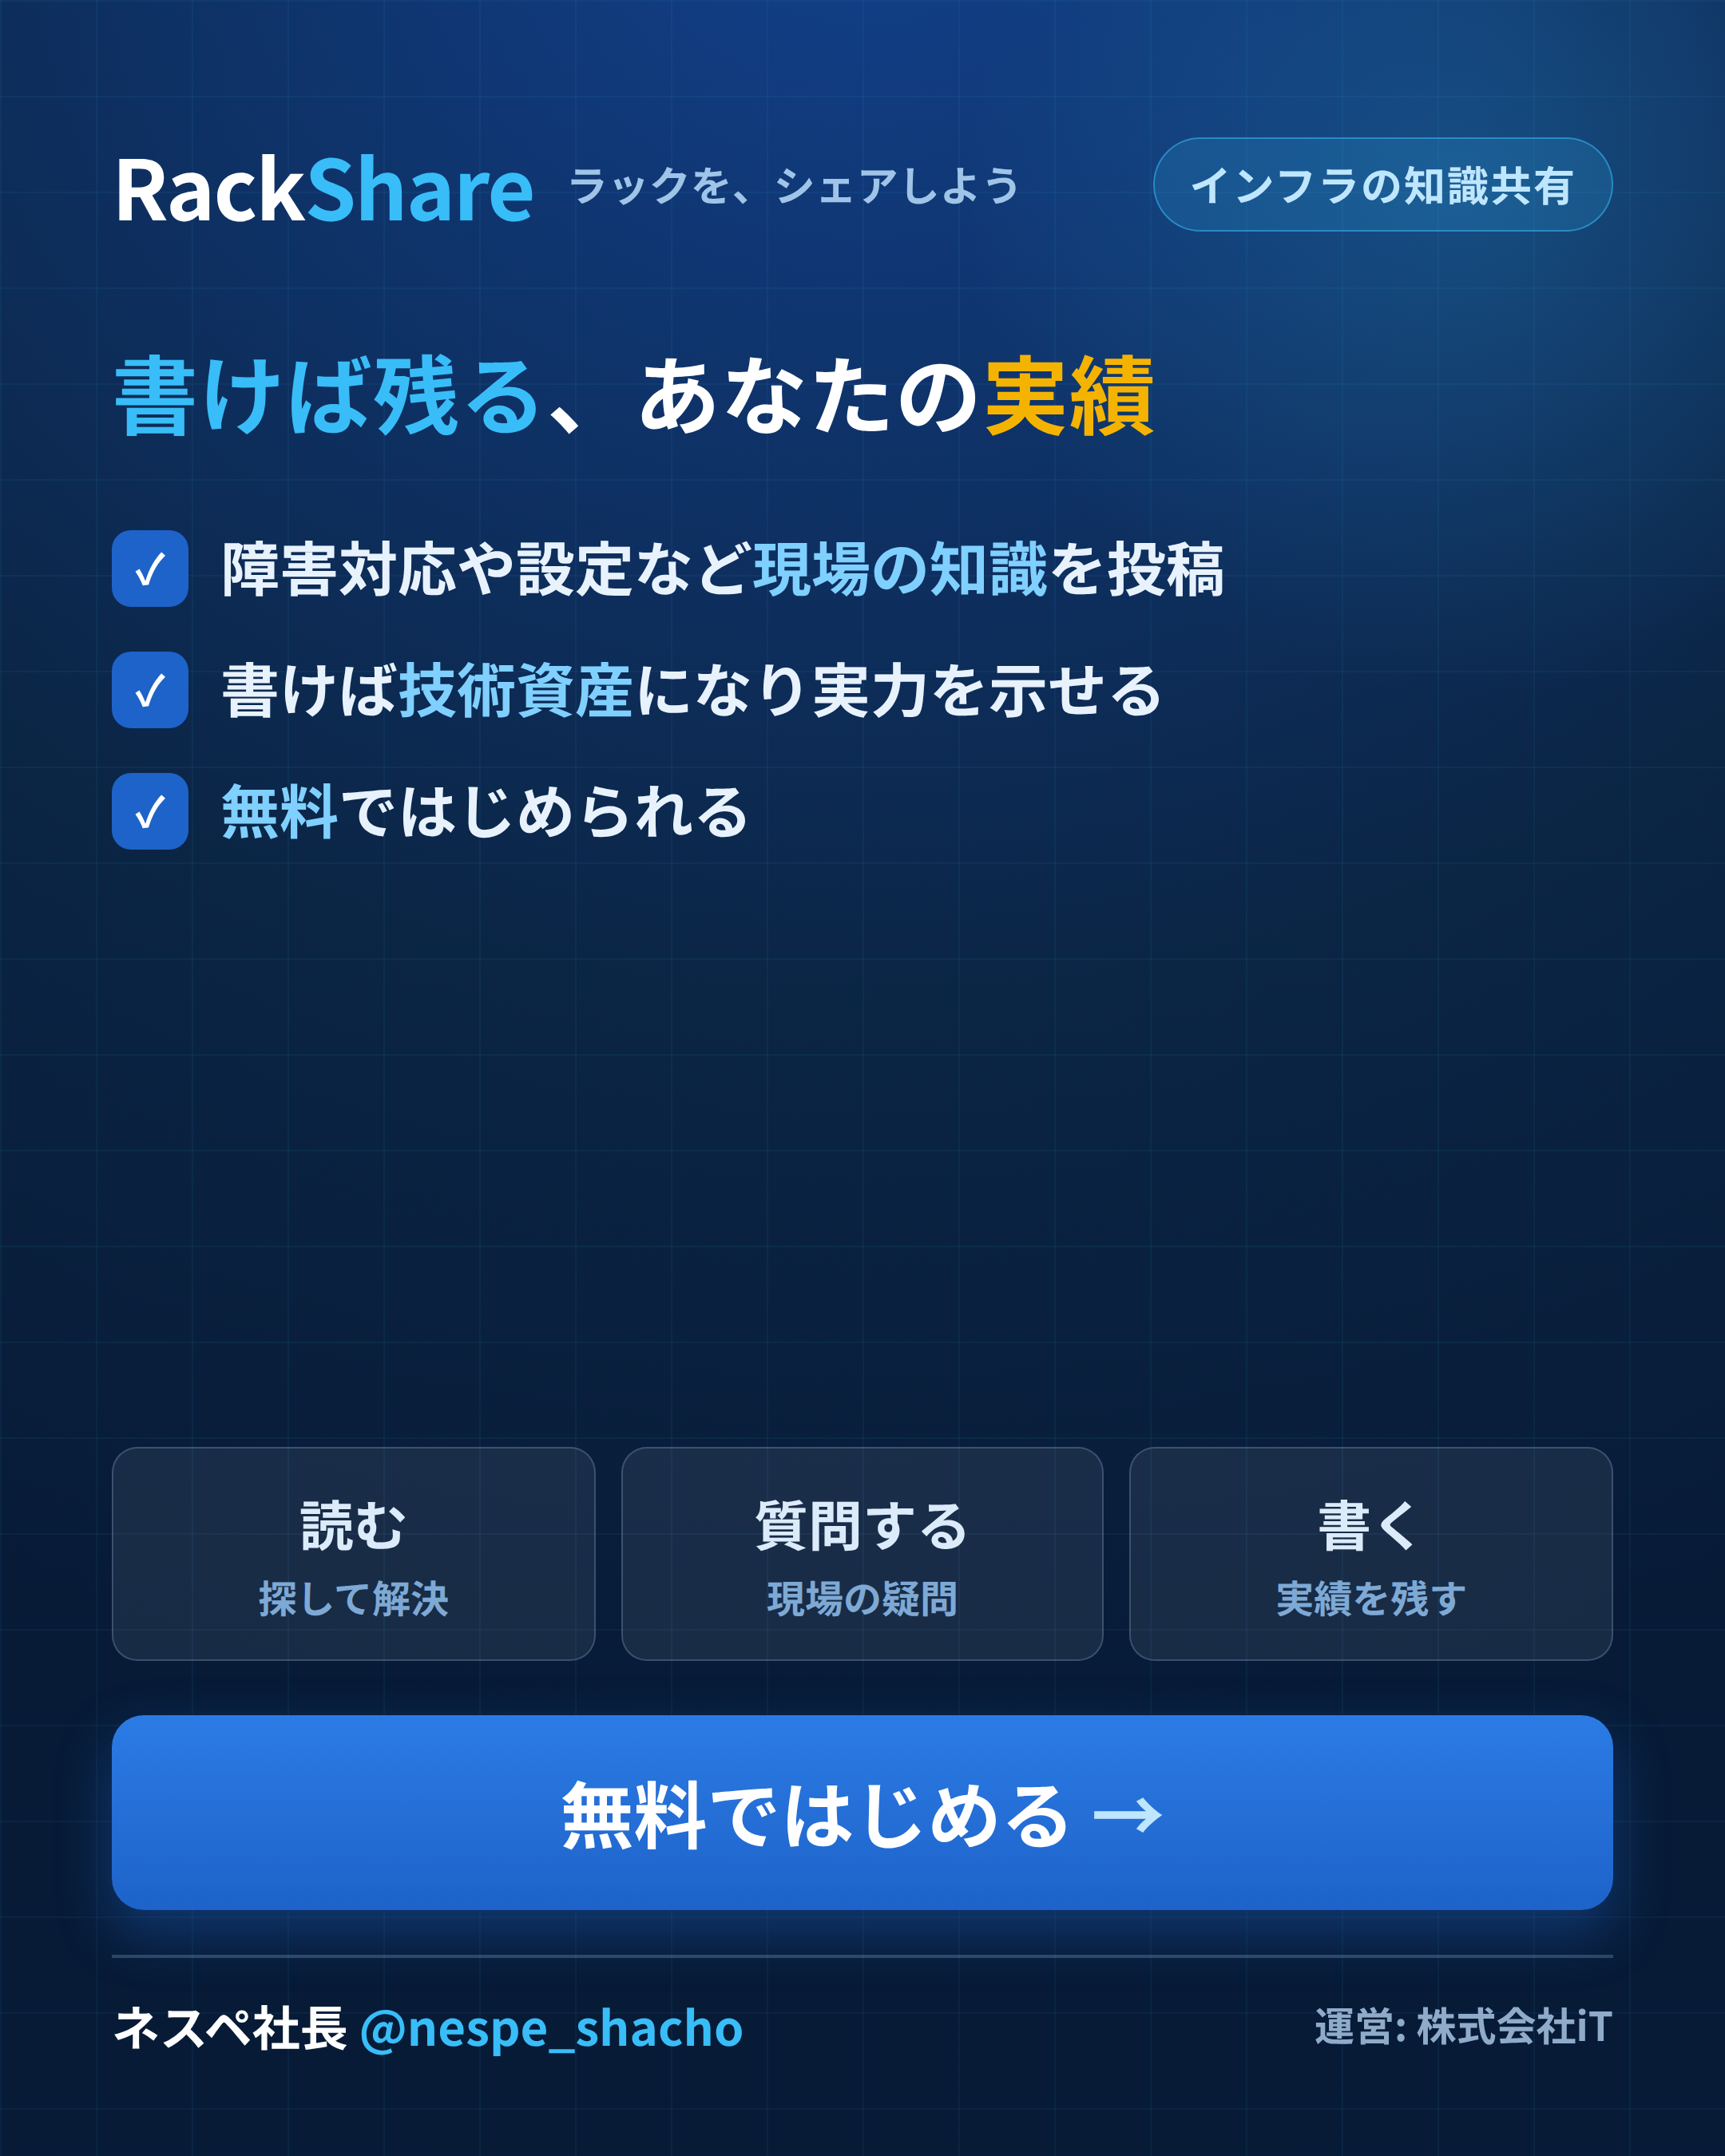 RackShare ラックを、シェアしよう インフラの知識共有
書けば残る、あなたの実績
✓ 障害対応や設定など現場の知識を投稿
✓ 書けば技術資産になり実力を示せる
✓ 無料ではじめられる
読む 質問する 書く
探して解決 現場の疑問 実績を残す
無料ではじめる →
ネスペ社長 @nespe_shacho 運営: 株式会社iT